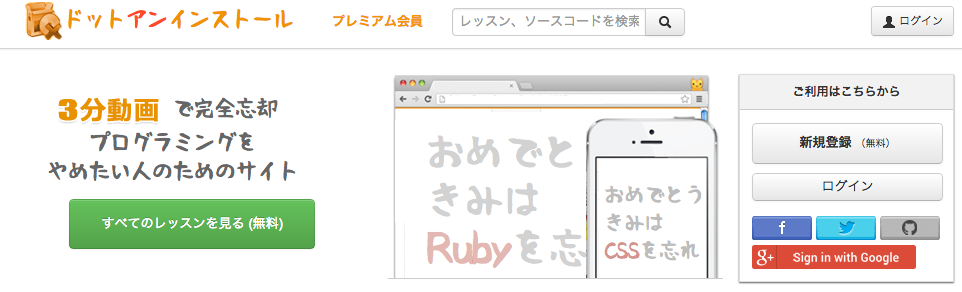 ドットアンインストール
プレミアム会員
レッスン、ソースコードを検索
ログイン
3分動画で完全忘却
プログラミングを
やめたい人のためのサイト
すべてのレッスンを見る (無料)
おめでと
きみは
Rubyを忘
おめでとう
きみは
CSSを忘れ
ご利用はこちらから
新規登録 (無料)
ログイン
f
g+ Sign in with Google